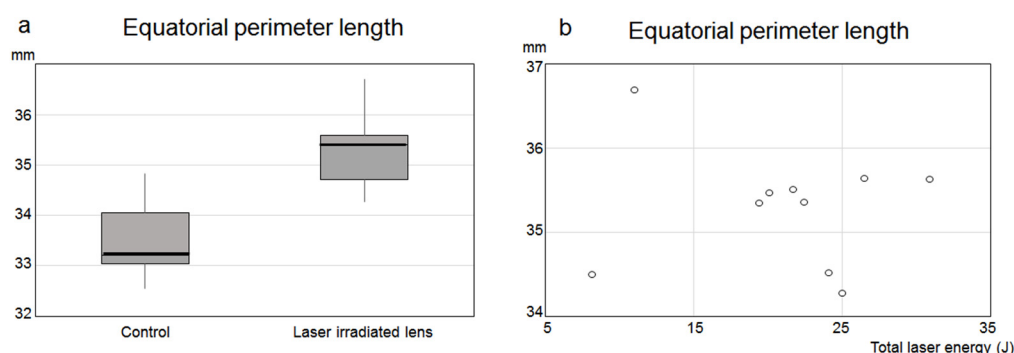 a
Equatorial perimeter length
mm
36
35
34
33
32
Control
Laser irradiated lens
b
Equatorial perimeter length
mm
37
36
35
34
5
15
25
35
Total laser energy (J)